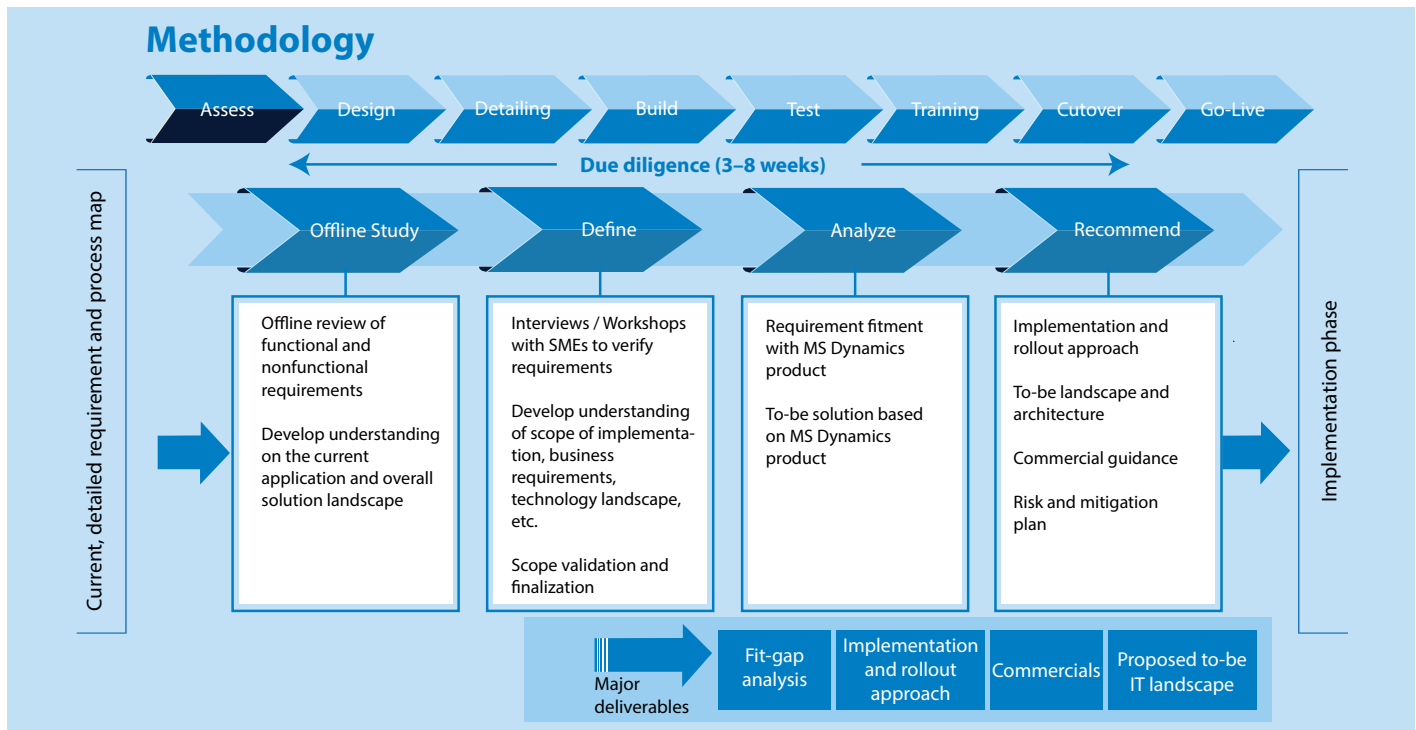 Methodology
Assess
Design
Detailing
Build
Test
Training
Cutover
Go-Live
Due diligence (3–8 weeks)
Current, detailed requirement and process map
Offline Study
Define
Analyze
Recommend
Offline review of
functional and
nonfunctional
requirements
Develop understanding
on the current
application and overall
solution landscape
Interviews / Workshops
with SMEs to verify
requirements
Develop understanding
of scope of implementa-
tion, business
requirements,
technology landscape,
etc.
Scope validation and
finalization
Requirement fitment
with MS Dynamics
product
To-be solution based
on MS Dynamics
product
Implementation and
rollout approach
To-be landscape and
architecture
Commercial guidance
Risk and mitigation
plan
Implementation phase
Major
deliverables
Fit-gap
analysis
Implementation
and rollout
approach
Commercials
Proposed to-be
IT landscape